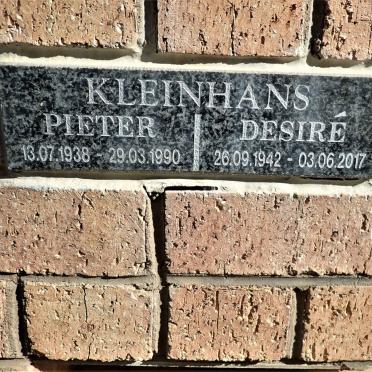 KLEINHANS
PIETER DESIRÉ
13.07.1938 - 29.03.1990 26.09.1942 - 03.06.2017